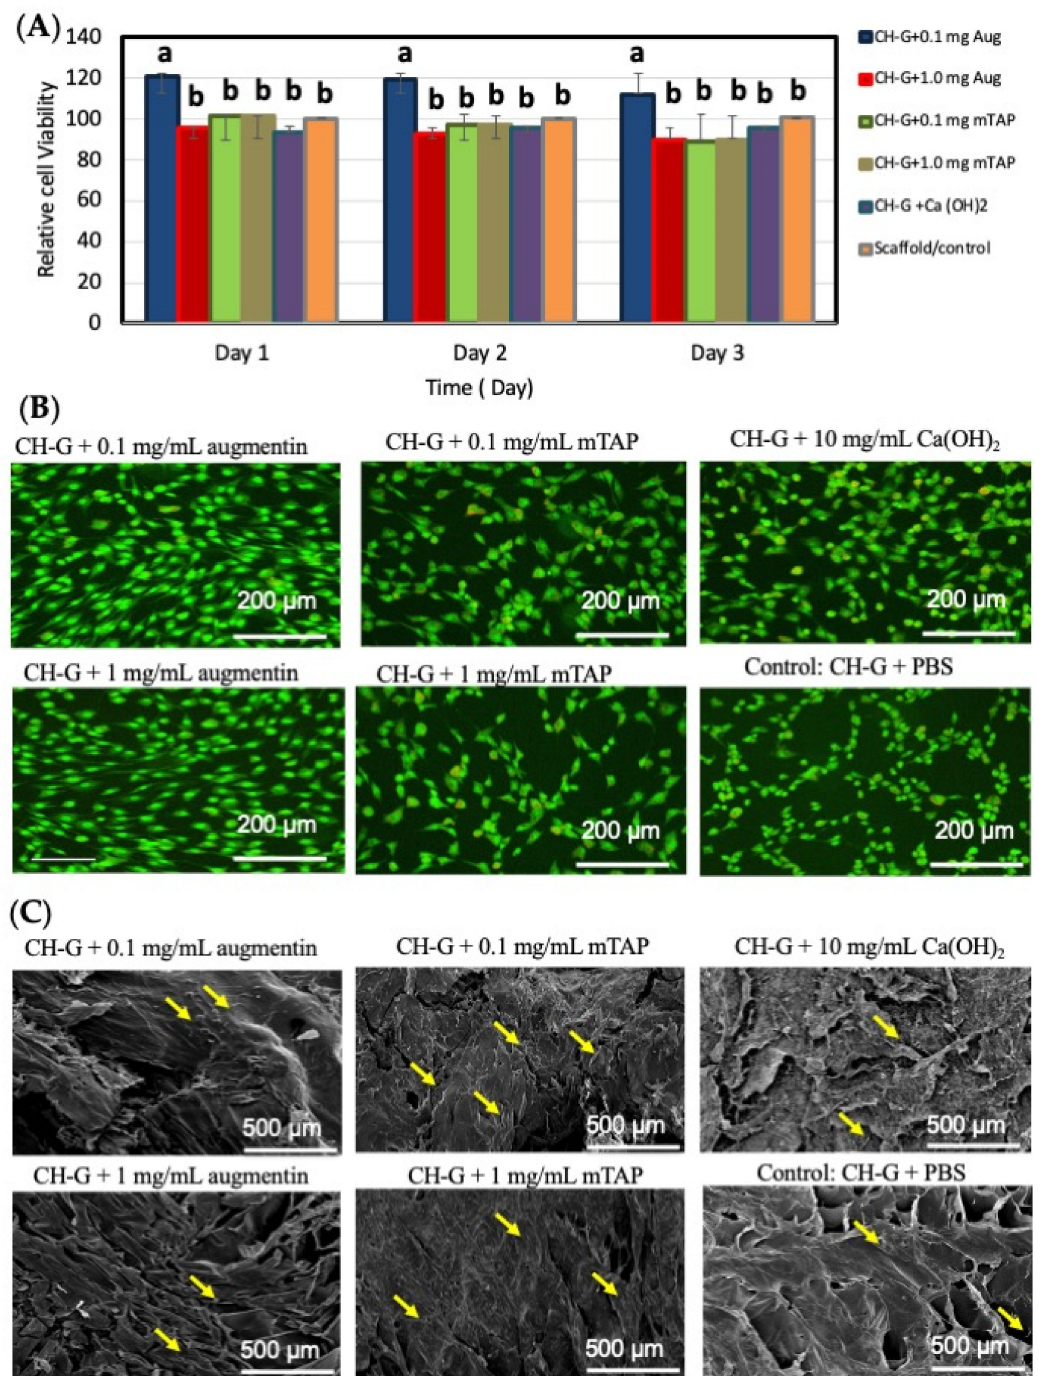 (A)
140
120
100
80
60
40
20
0
Relative cell Viability
a
b b b b b
a
b b b b b
a
b b b b b
Day 1 Day 2 Day 3
Time ( Day)
CH-G+0.1 mg Aug
CH-G+1.0 mg Aug
CH-G+0.1 mg mTAP
CH-G+1.0 mg mTAP
CH-G +Ca (OH)2
Scaffold/control
(B)
CH-G + 0.1 mg/mL augmentin
CH-G + 0.1 mg/mL mTAP
CH-G + 10 mg/mL Ca(OH)₂
200 µm
200 µm
200 µm
CH-G + 1 mg/mL augmentin
CH-G + 1 mg/mL mTAP
Control: CH-G + PBS
200 µm
200 µm
200 µm
(C)
CH-G + 0.1 mg/mL augmentin
CH-G + 0.1 mg/mL mTAP
CH-G + 10 mg/mL Ca(OH)₂
500 µm
500 µm
500 µm
CH-G + 1 mg/mL augmentin
CH-G + 1 mg/mL mTAP
Control: CH-G + PBS
500 µm
500 µm
500 µm